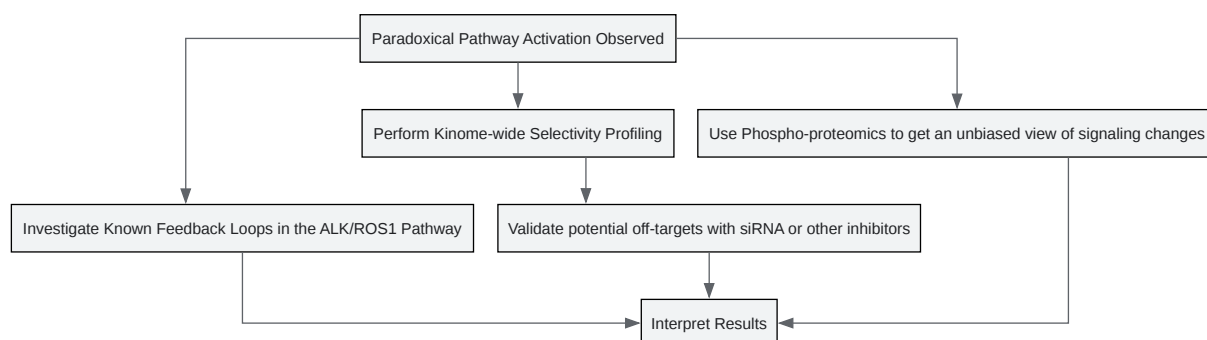 Paradoxical Pathway Activation Observed
Perform Kinome-wide Selectivity Profiling
Use Phospho-proteomics to get an unbiased view of signaling changes
Investigate Known Feedback Loops in the ALK/ROS1 Pathway
Validate potential off-targets with siRNA or other inhibitors
Interpret Results